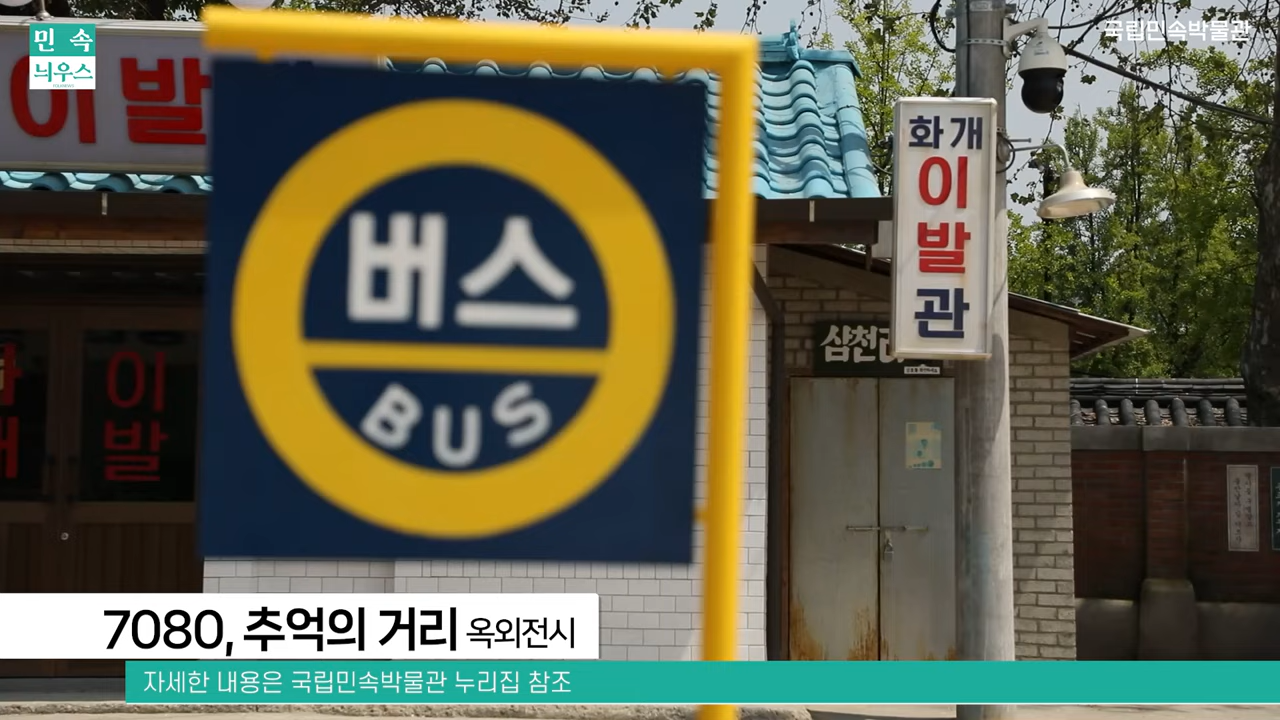 민속
늬우스
FOLKNEWS
국립민속박물관
이발
화개
이
발
관
버스
BUS
이
발
삼천리
7080, 추억의 거리 옥외전시
자세한 내용은 국립민속박물관 누리집 참조